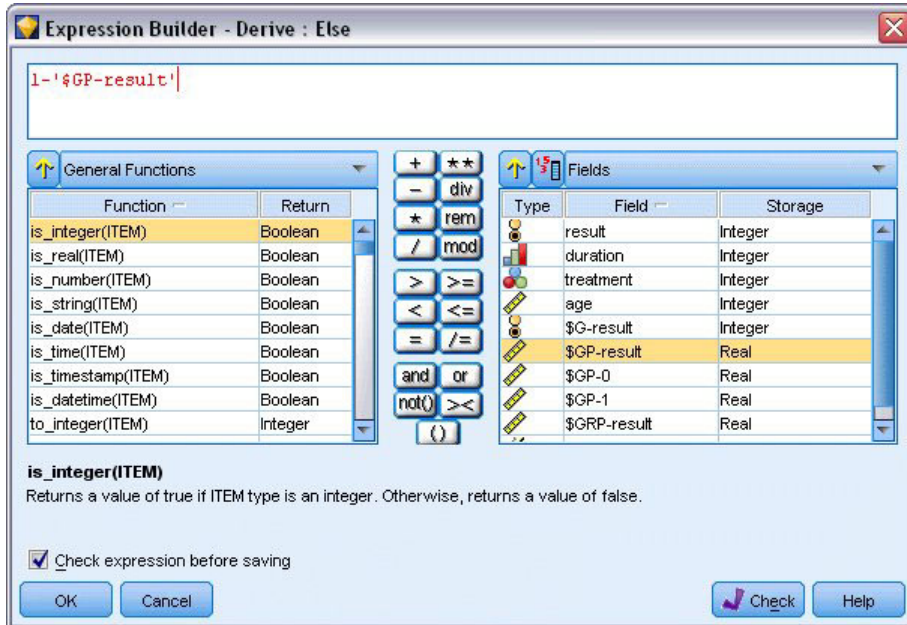 Expression Builder - Derive : Else
1-'$GP-result'
General Functions
Function Return
is_integer(ITEM) Boolean
is_real(ITEM) Boolean
is_number(ITEM) Boolean
is_string(ITEM) Boolean
is_date(ITEM) Boolean
is_time(ITEM) Boolean
is_timestamp(ITEM) Boolean
is_datetime(ITEM) Boolean
to_integer(ITEM) Integer
+ **
- div
* rem
/ mod
> >=
< <=
= /=
and or
not() ><
()
Fields
Type Field Storage
result Integer
duration Integer
treatment Integer
age Integer
$G-result Integer
$GP-result Real
$GP-0 Real
$GP-1 Real
$GRP-result Real
is_integer(ITEM)
Returns a value of true if ITEM type is an integer. Otherwise, returns a value of false.
Check expression before saving
OK Cancel Check Help